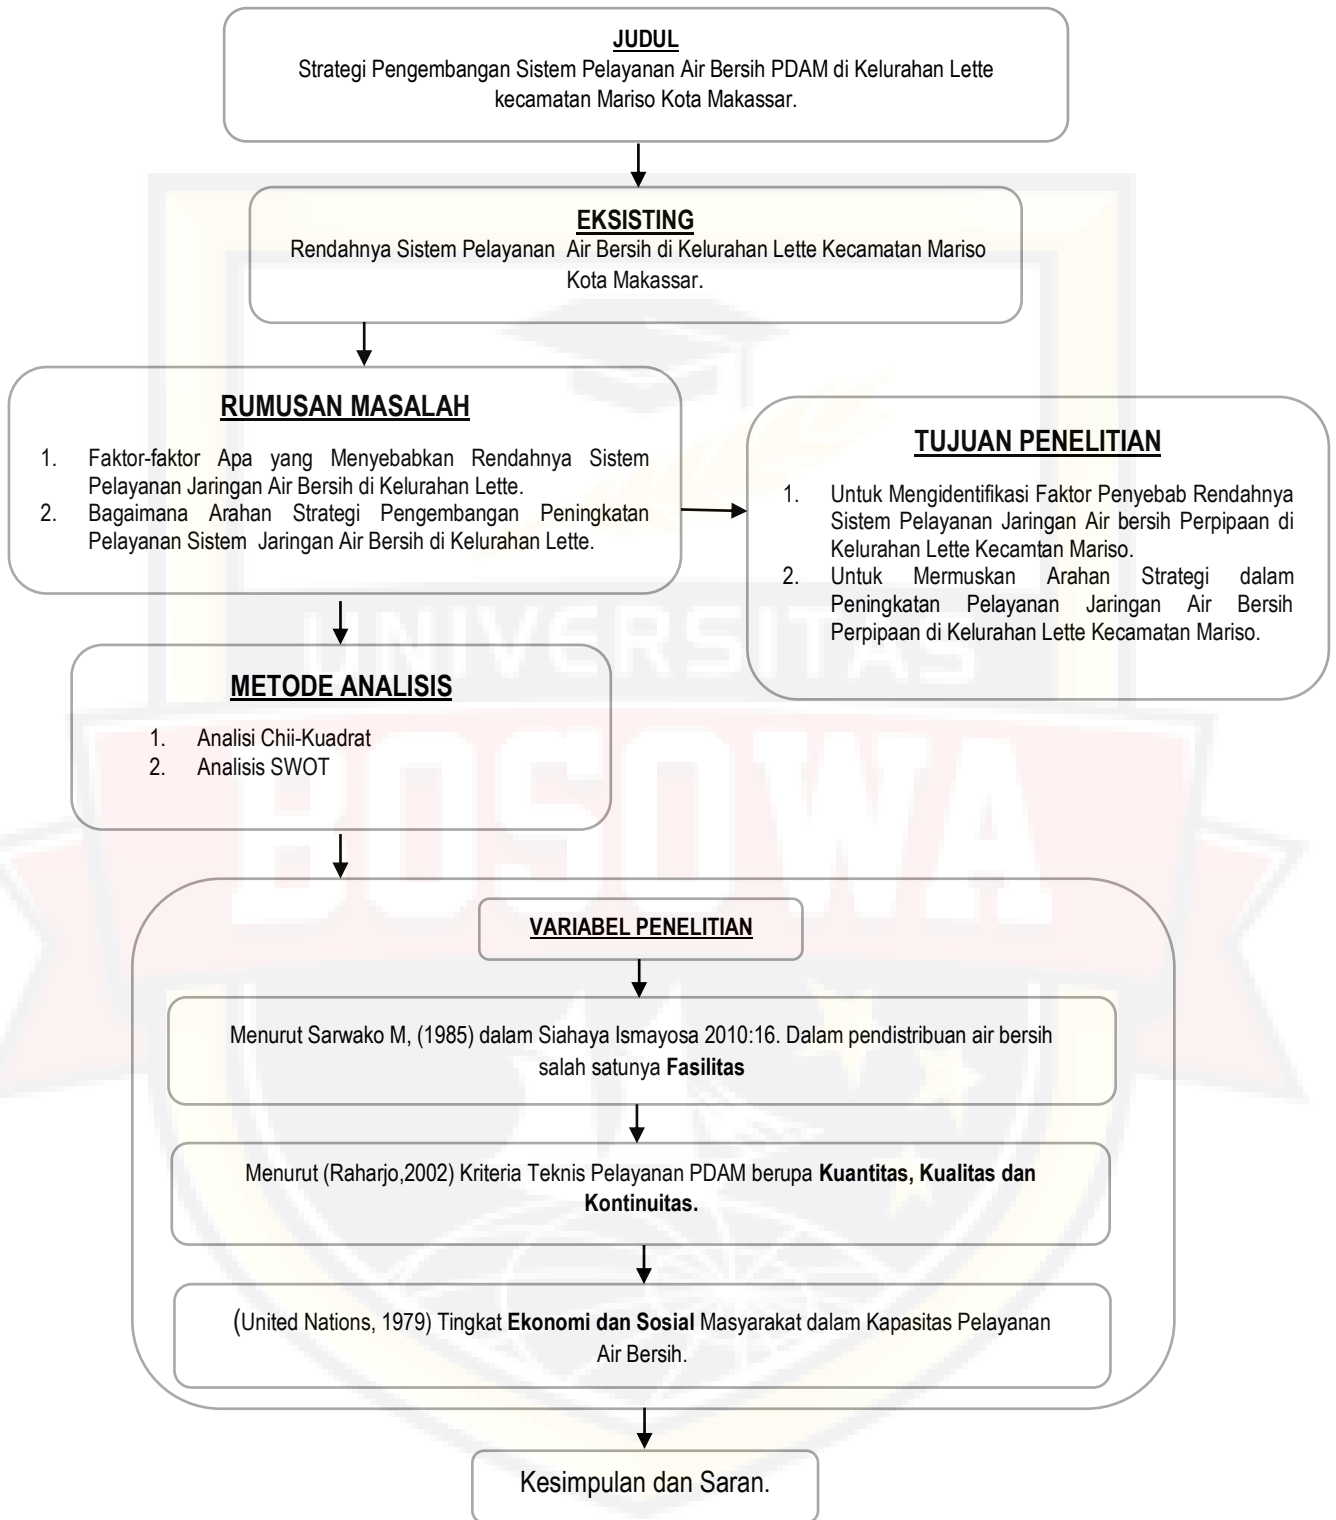 JUDUL
Strategi Pengembangan Sistem Pelayanan Air Bersih PDAM di Kelurahan Lette
kecamatan Mariso Kota Makassar.
EKSISTING
Rendahnya Sistem Pelayanan Air Bersih di Kelurahan Lette Kecamatan Mariso
Kota Makassar.
RUMUSAN MASALAH
1. Faktor-faktor Apa yang Menyebabkan Rendahnya Sistem
Pelayanan Jaringan Air Bersih di Kelurahan Lette.
2. Bagaimana Arahan Strategi Pengembangan Peningkatan
Pelayanan Sistem Jaringan Air Bersih di Kelurahan Lette.
TUJUAN PENELITIAN
1. Untuk Mengidentifikasi Faktor Penyebab Rendahnya
Sistem Pelayanan Jaringan Air bersih Perpipaan di
Kelurahan Lette Kecamtan Mariso.
2. Untuk Mermuskan Arahan Strategi dalam
Peningkatan Pelayanan Jaringan Air Bersih
Perpipaan di Kelurahan Lette Kecamatan Mariso.
UNIVERSITAS
METODE ANALISIS
1. Analisi Chii-Kuadrat
2. Analisis SWOT
BOSOWA
VARIABEL PENELITIAN
Menurut Sarwako M, (1985) dalam Siahaya Ismayosa 2010:16. Dalam pendistribuan air bersih
salah satunya Fasilitas
Menurut (Raharjo,2002) Kriteria Teknis Pelayanan PDAM berupa Kuantitas, Kualitas dan
Kontinuitas.
(United Nations, 1979) Tingkat Ekonomi dan Sosial Masyarakat dalam Kapasitas Pelayanan
Air Bersih.
Kesimpulan dan Saran.